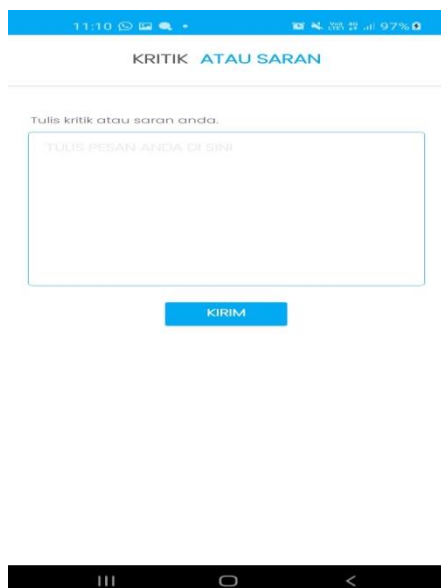 11:10 97%
KRITIK ATAU SARAN
Tulis kritik atau saran anda.
TULIS PESAN ANDA DI SINI
KIRIM